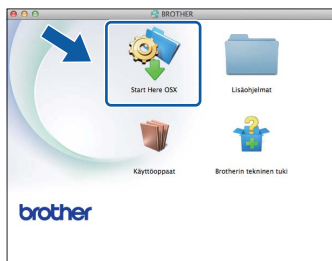 BROTHER
Start Here OSX
Lisäohjelmat
Käyttöoppaat
Brotherin tekninen tuki
brother